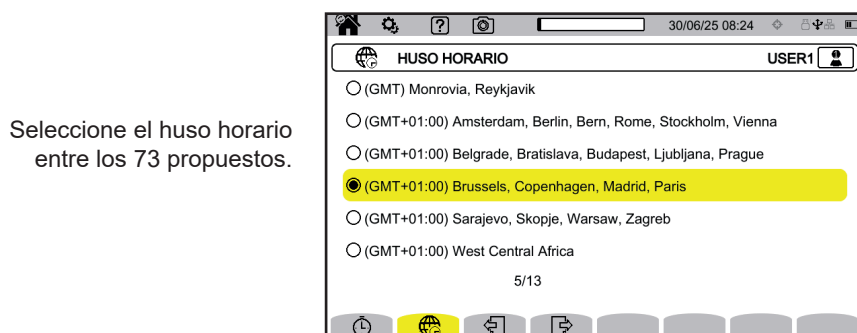 Seleccione el huso horario
entre los 73 propuestos.
? 30/06/25 08:24
HUSO HORARIO USER1
(GMT) Monrovia, Reykjavik
(GMT+01:00) Amsterdam, Berlin, Bern, Rome, Stockholm, Vienna
(GMT+01:00) Belgrade, Bratislava, Budapest, Ljubljana, Prague
(GMT+01:00) Brussels, Copenhagen, Madrid, Paris
(GMT+01:00) Sarajevo, Skopje, Warsaw, Zagreb
(GMT+01:00) West Central Africa
5/13